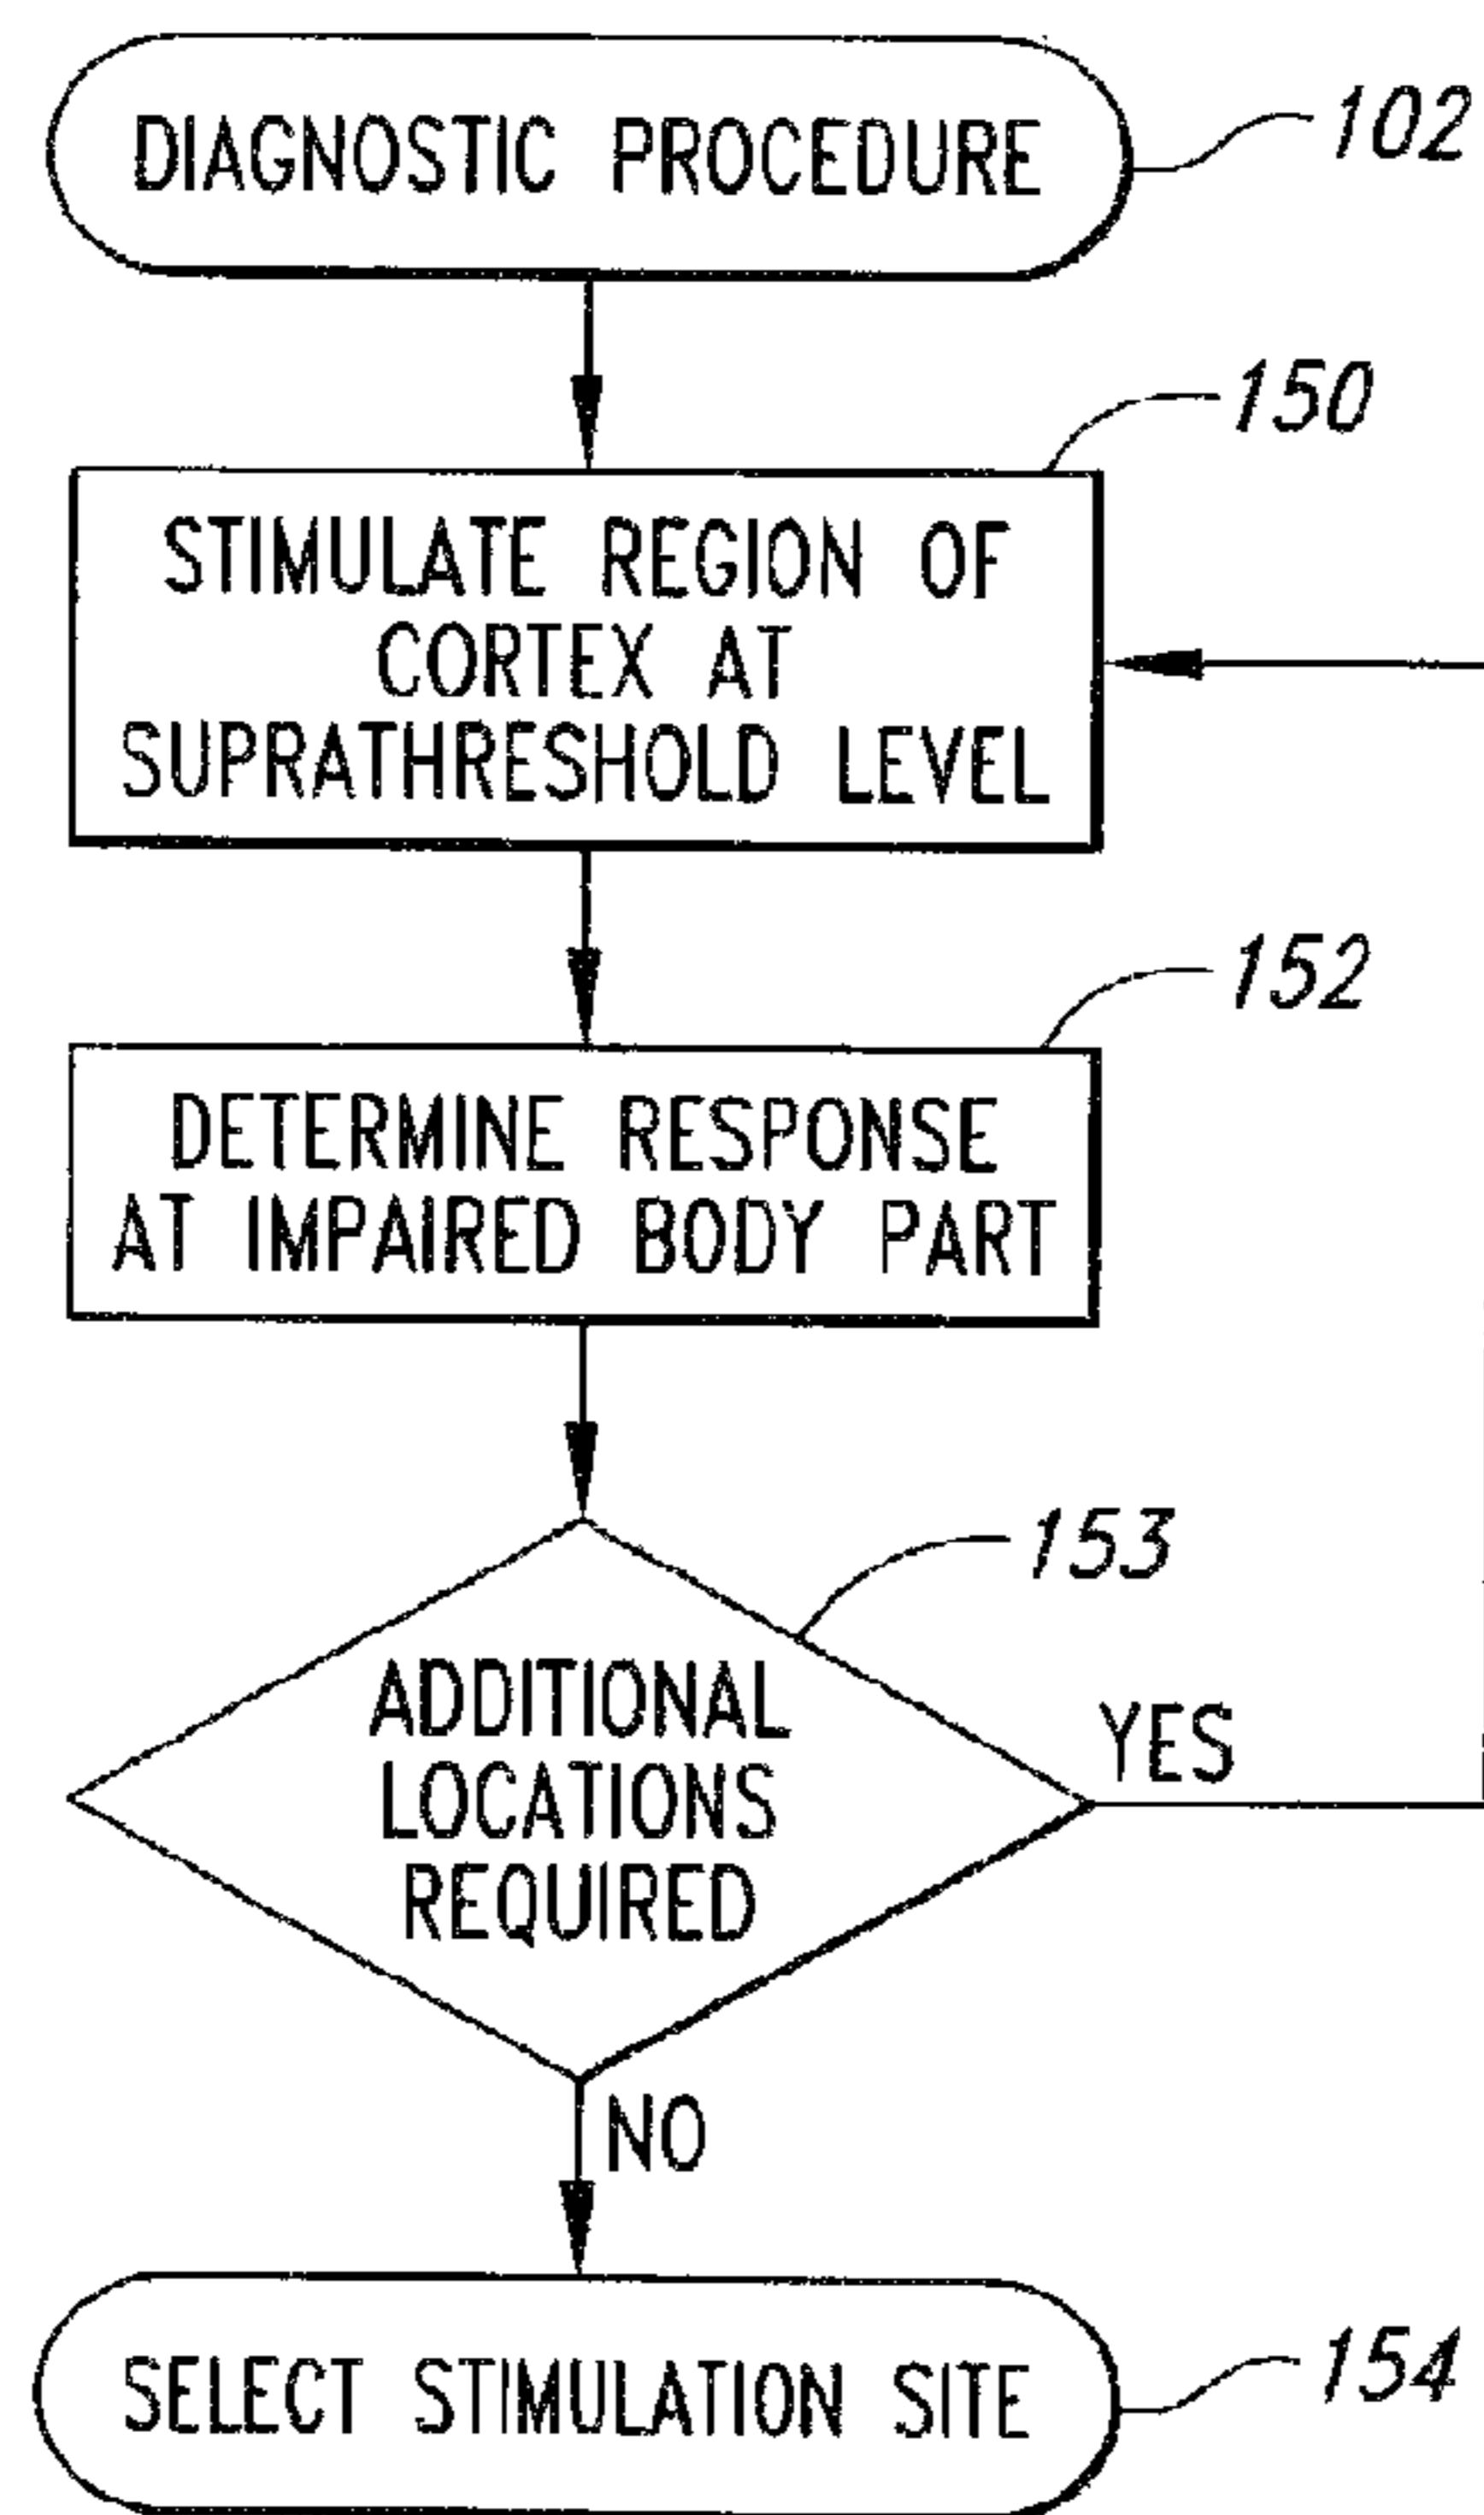 DIAGNOSTIC PROCEDURE
102
150
STIMULATE REGION OF
CORTEX AT
SUPRATHRESHOLD LEVEL
152
DETERMINE RESPONSE
AT IMPAIRED BODY PART
153
ADDITIONAL
LOCATIONS
REQUIRED
YES
NO
SELECT STIMULATION SITE
154